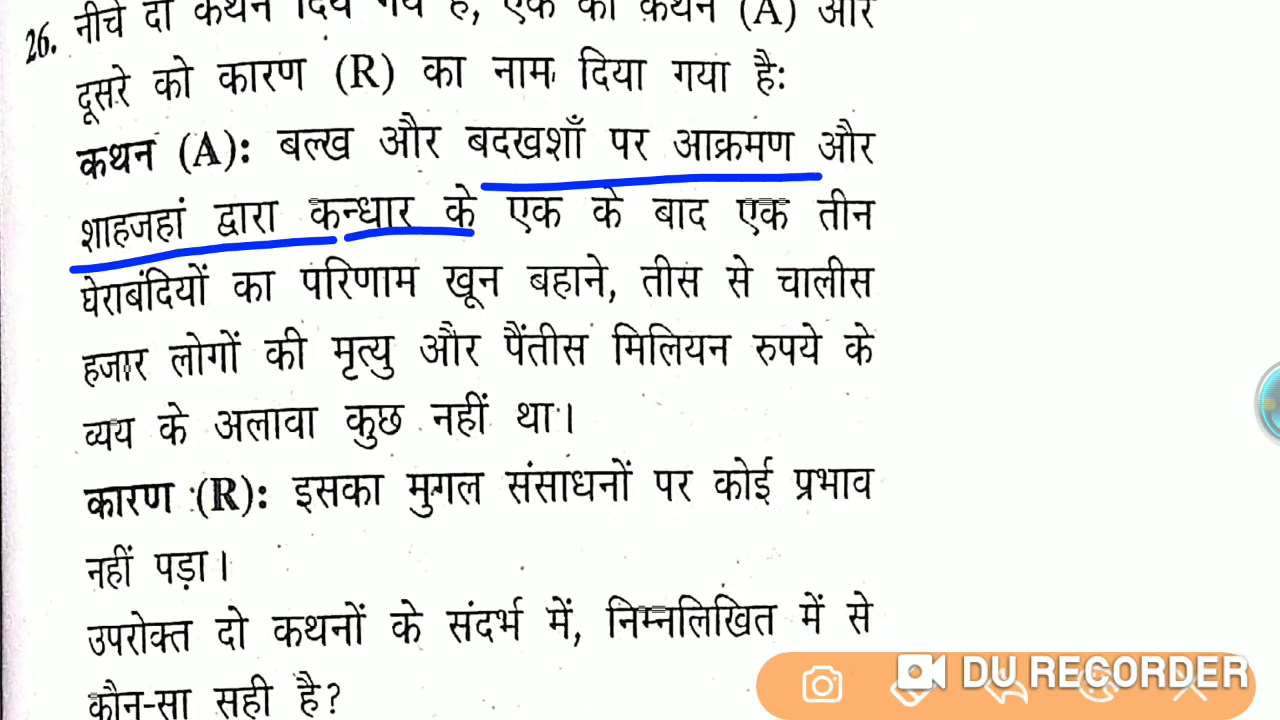 26. नीचे दो कथन दिये गये हैं, एक को कथन (A) और
दूसरे को कारण (R) का नाम दिया गया है:
कथन (A): बल्ख और बदखशाँ पर आक्रमण और
शाहजहां द्वारा कन्धार के एक के बाद एक तीन
घेराबंदियों का परिणाम खून बहाने, तीस से चालीस
हजार लोगों की मृत्यु और पैंतीस मिलियन रुपये के
व्यय के अलावा कुछ नहीं था।
कारण (R): इसका मुगल संसाधनों पर कोई प्रभाव
नहीं पड़ा।
उपरोक्त दो कथनों के संदर्भ में, निम्नलिखित में से
कौन-सा सही है?
DU RECORDER